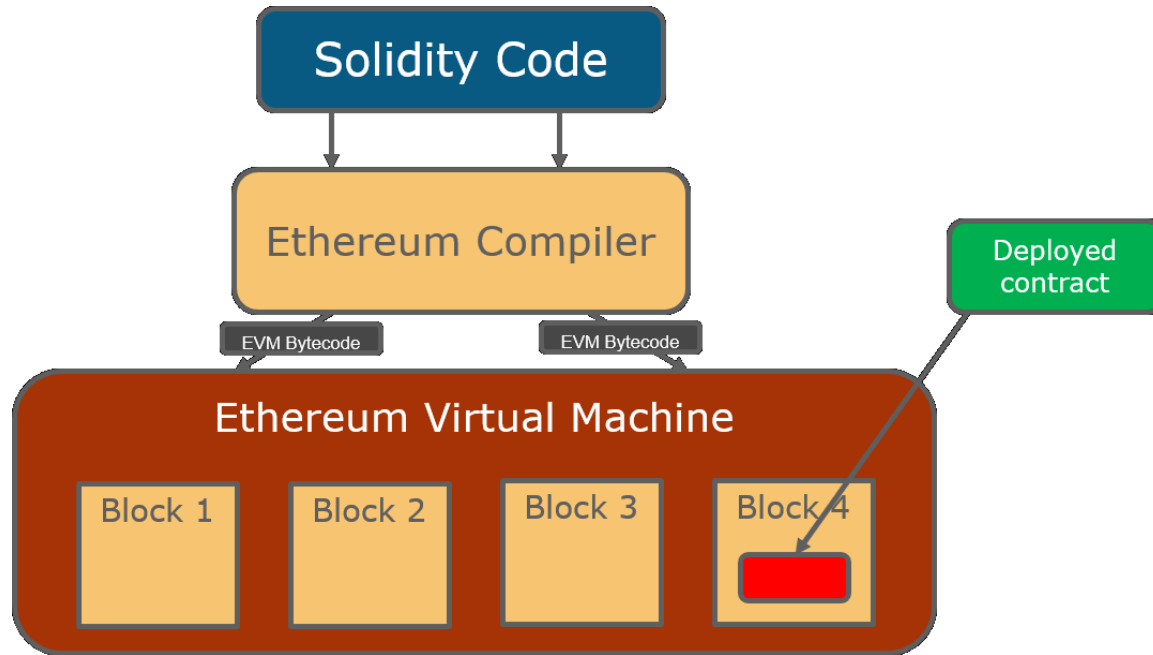 Solidity Code
Ethereum Compiler
Deployed
contract
EVM Bytecode
EVM Bytecode
Ethereum Virtual Machine
Block 1
Block 2
Block 3
Block 4